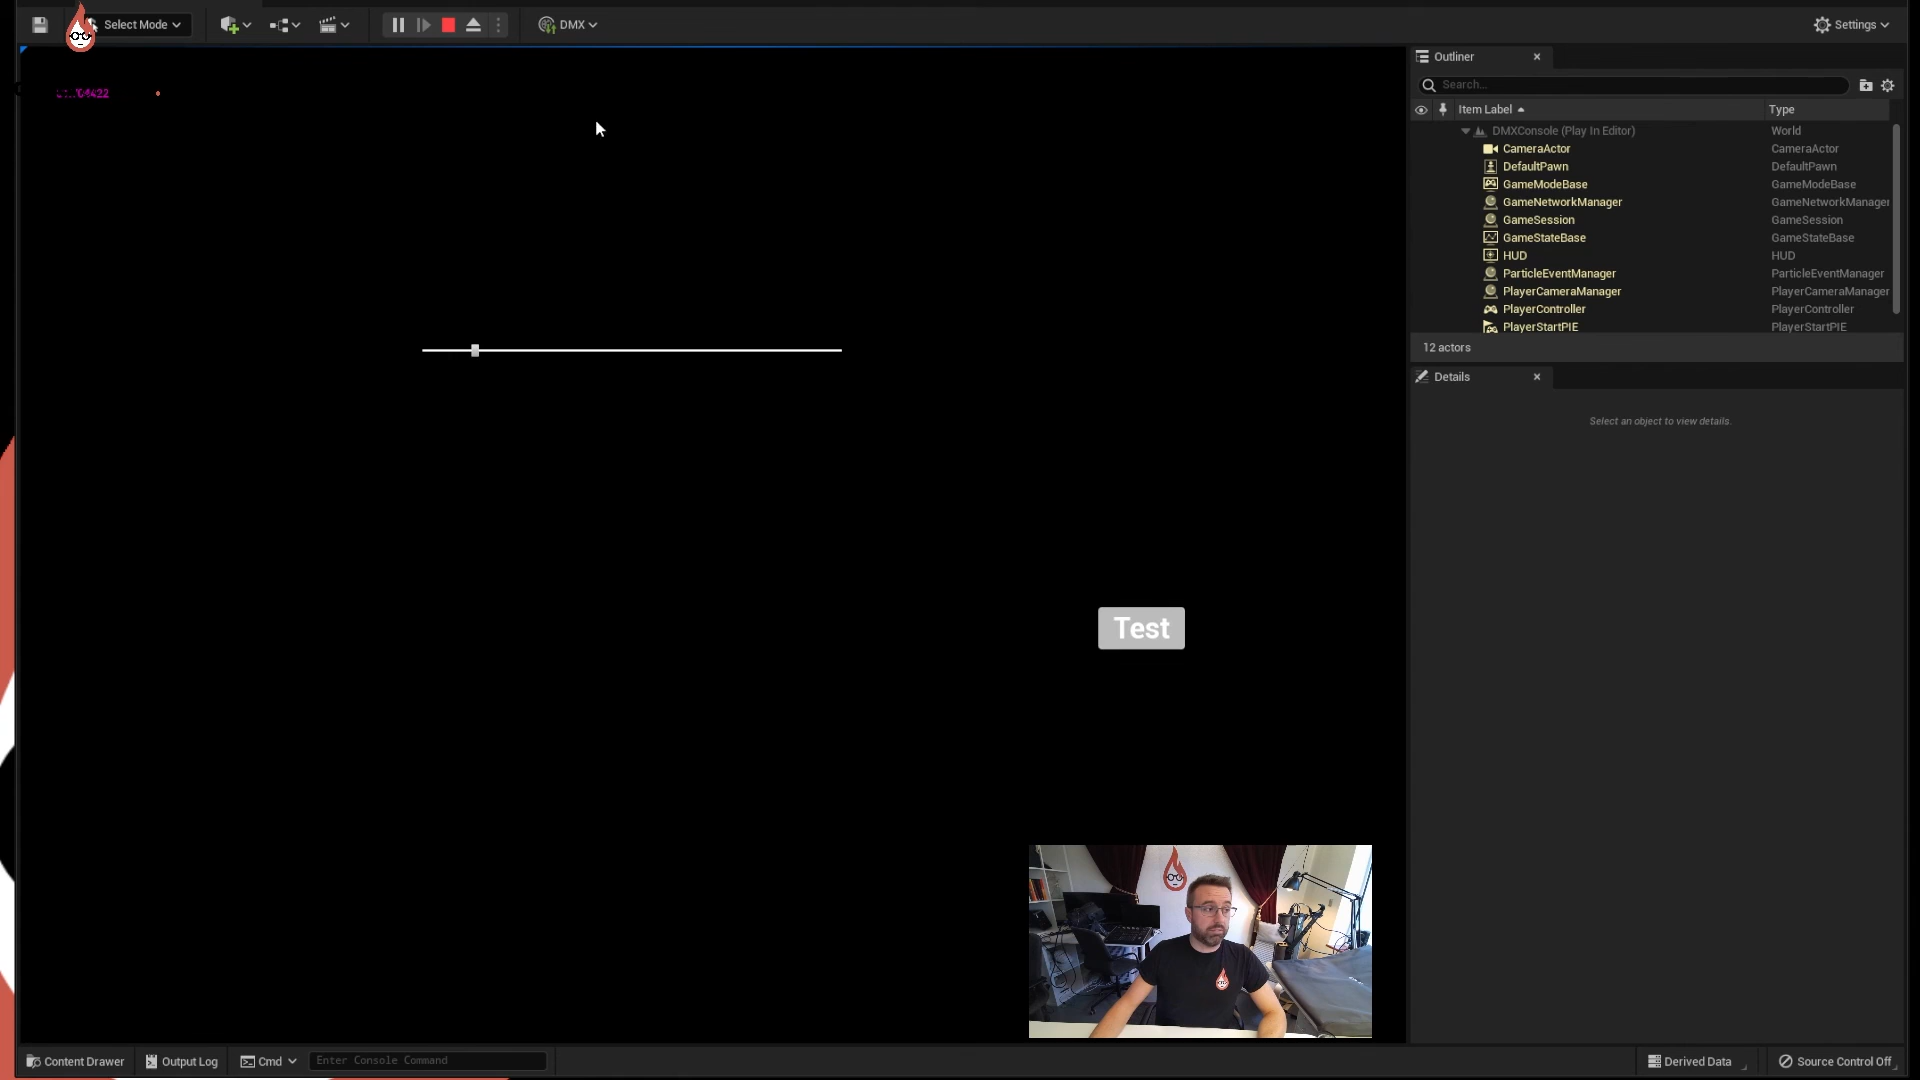 Select Mode
DMX
Settings
Outliner
Search...
Item Label
Type
DMXConsole (Play In Editor)
World
CameraActor
CameraActor
DefaultPawn
DefaultPawn
GameModeBase
GameModeBase
GameNetworkManager
GameNetworkManager
GameSession
GameSession
GameStateBase
GameStateBase
HUD
HUD
ParticleEventManager
ParticleEventManager
PlayerCameraManager
PlayerCameraManager
PlayerController
PlayerController
PlayerStartPIE
PlayerStartPIE
12 actors
Details
Select an object to view details.
Test
Content Drawer
Output Log
Cmd
Enter Console Command
Derived Data
Source Control Off